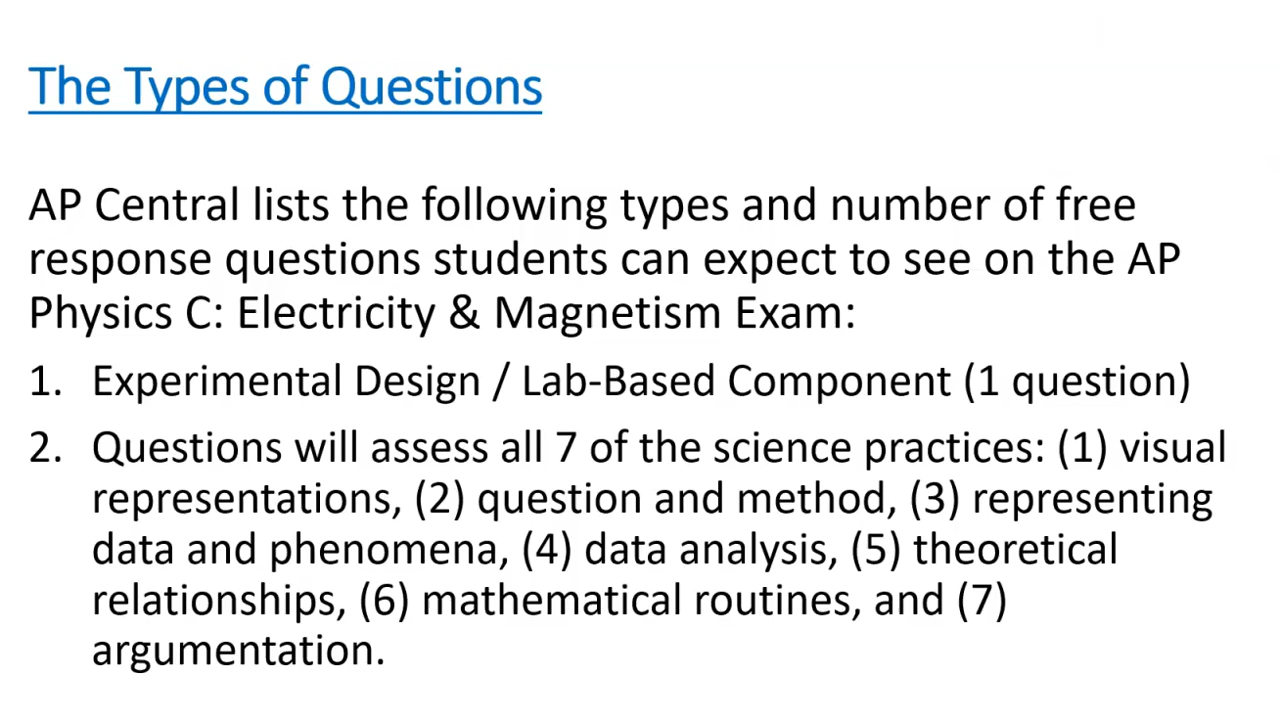 The Types of Questions
AP Central lists the following types and number of free
response questions students can expect to see on the AP
Physics C: Electricity & Magnetism Exam:
1. Experimental Design / Lab-Based Component (1 question)
2. Questions will assess all 7 of the science practices: (1) visual
representations, (2) question and method, (3) representing
data and phenomena, (4) data analysis, (5) theoretical
relationships, (6) mathematical routines, and (7)
argumentation.